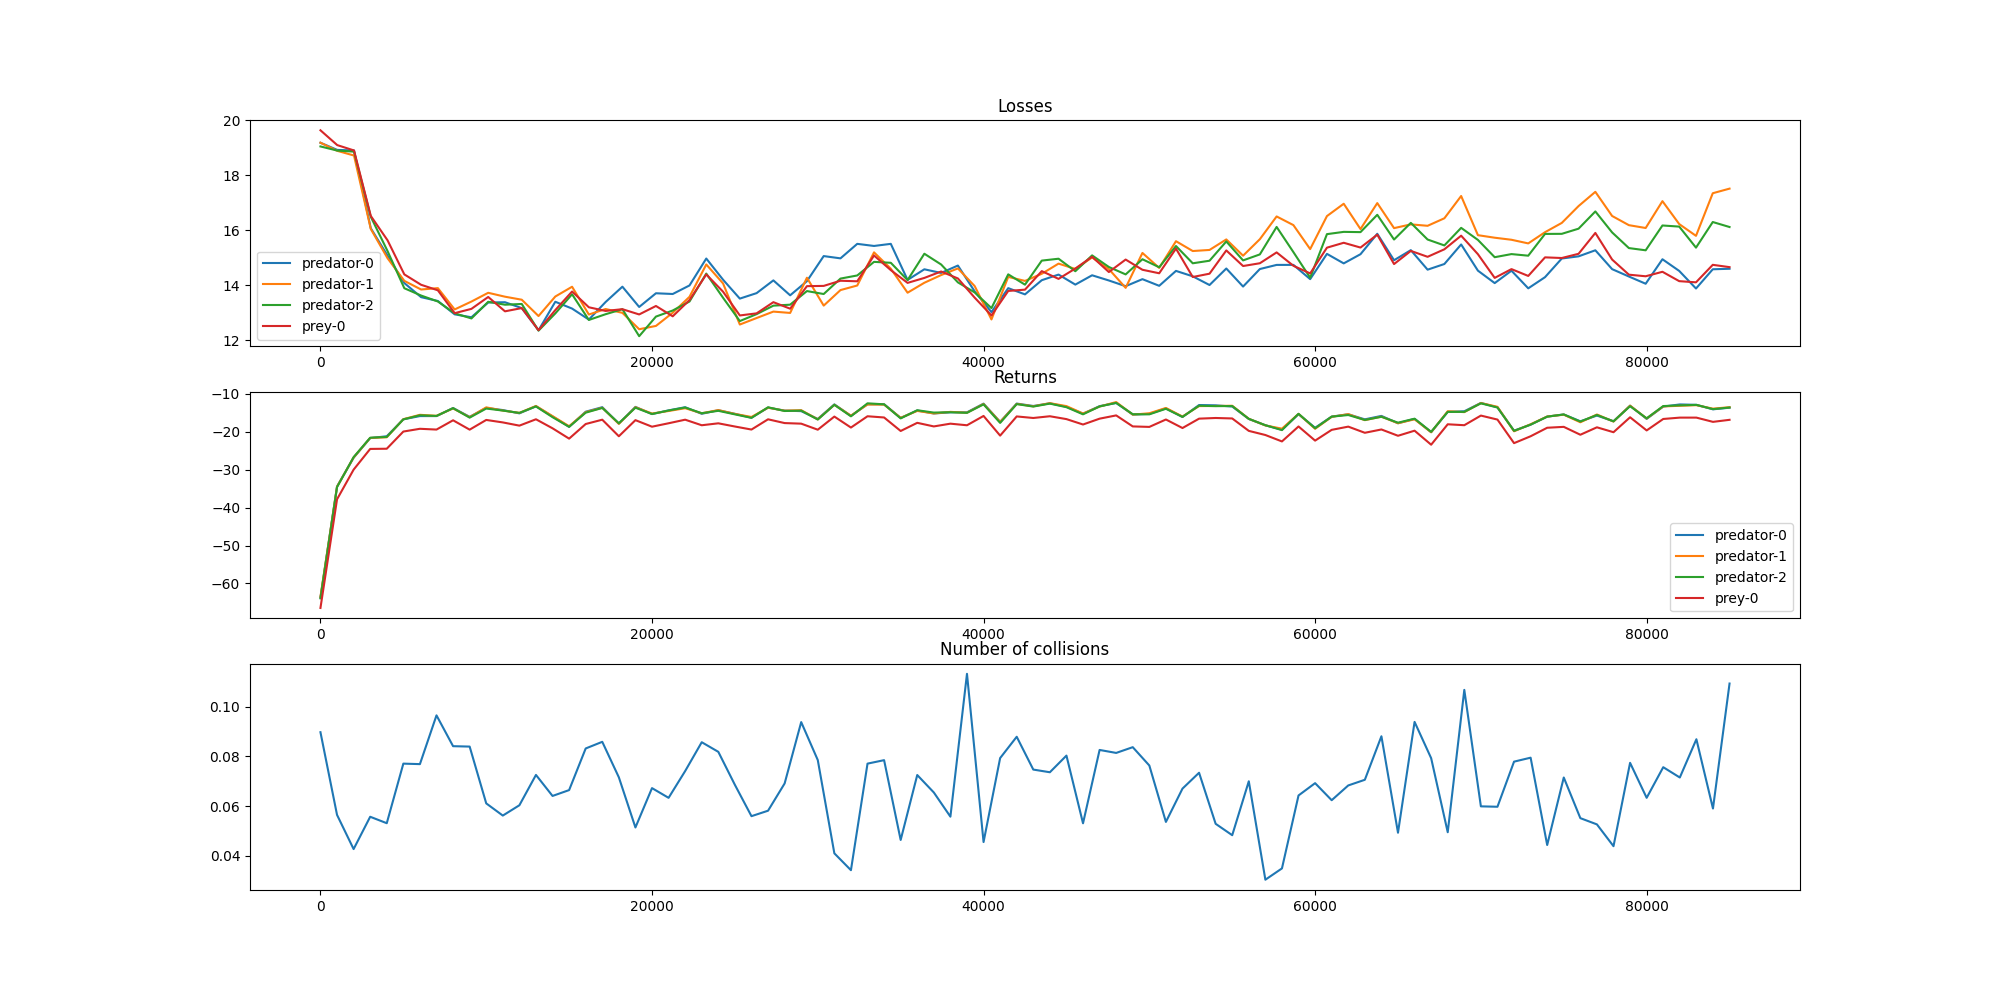 Losses
20
18
16
14
12
predator-0
predator-1
predator-2
prey-0
0
20000
40000
60000
80000
Returns
−10
−20
−30
−40
−50
−60
predator-0
predator-1
predator-2
prey-0
0
20000
40000
60000
80000
Number of collisions
0.10
0.08
0.06
0.04
0
20000
40000
60000
80000